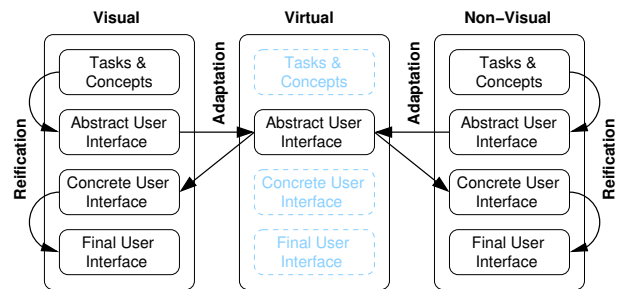 Visual
Virtual
Non-Visual
Tasks &
Concepts
Abstract User
Interface
Concrete User
Interface
Final User
Interface
Reification
Adaptation
Tasks &
Concepts
Abstract User
Interface
Concrete User
Interface
Final User
Interface
Adaptation
Tasks &
Concepts
Abstract User
Interface
Concrete User
Interface
Final User
Interface
Reification